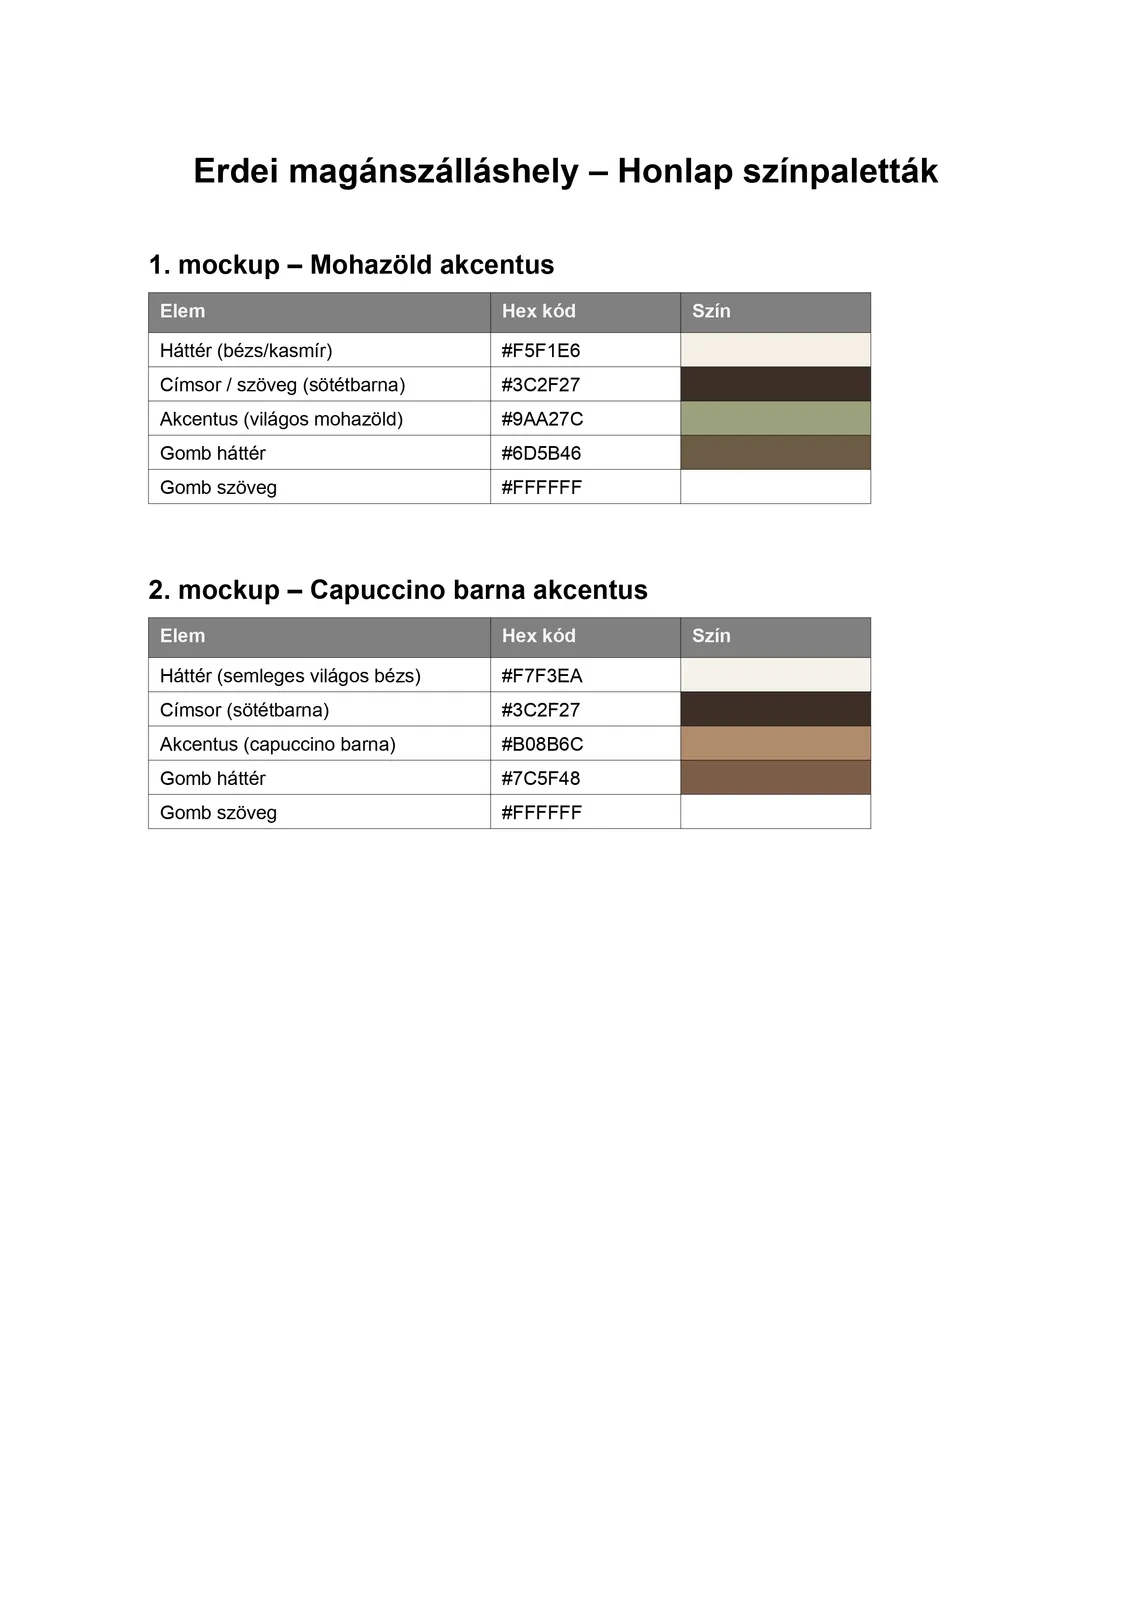 Erdei magánszálláshely – Honlap színpaletták
1. mockup – Mohazöld akcentus
Elem Hex kód Szín
Háttér (bézs/kasmír) #F5F1E6
Címsor / szöveg (sötétbarna) #3C2F27
Akcentus (világos mohazöld) #9AA27C
Gomb háttér #6D5B46
Gomb szöveg #FFFFFF
2. mockup – Capuccino barna akcentus
Elem Hex kód Szín
Háttér (semleges világos bézs) #F7F3EA
Címsor (sötétbarna) #3C2F27
Akcentus (capuccino barna) #B08B6C
Gomb háttér #7C5F48
Gomb szöveg #FFFFFF